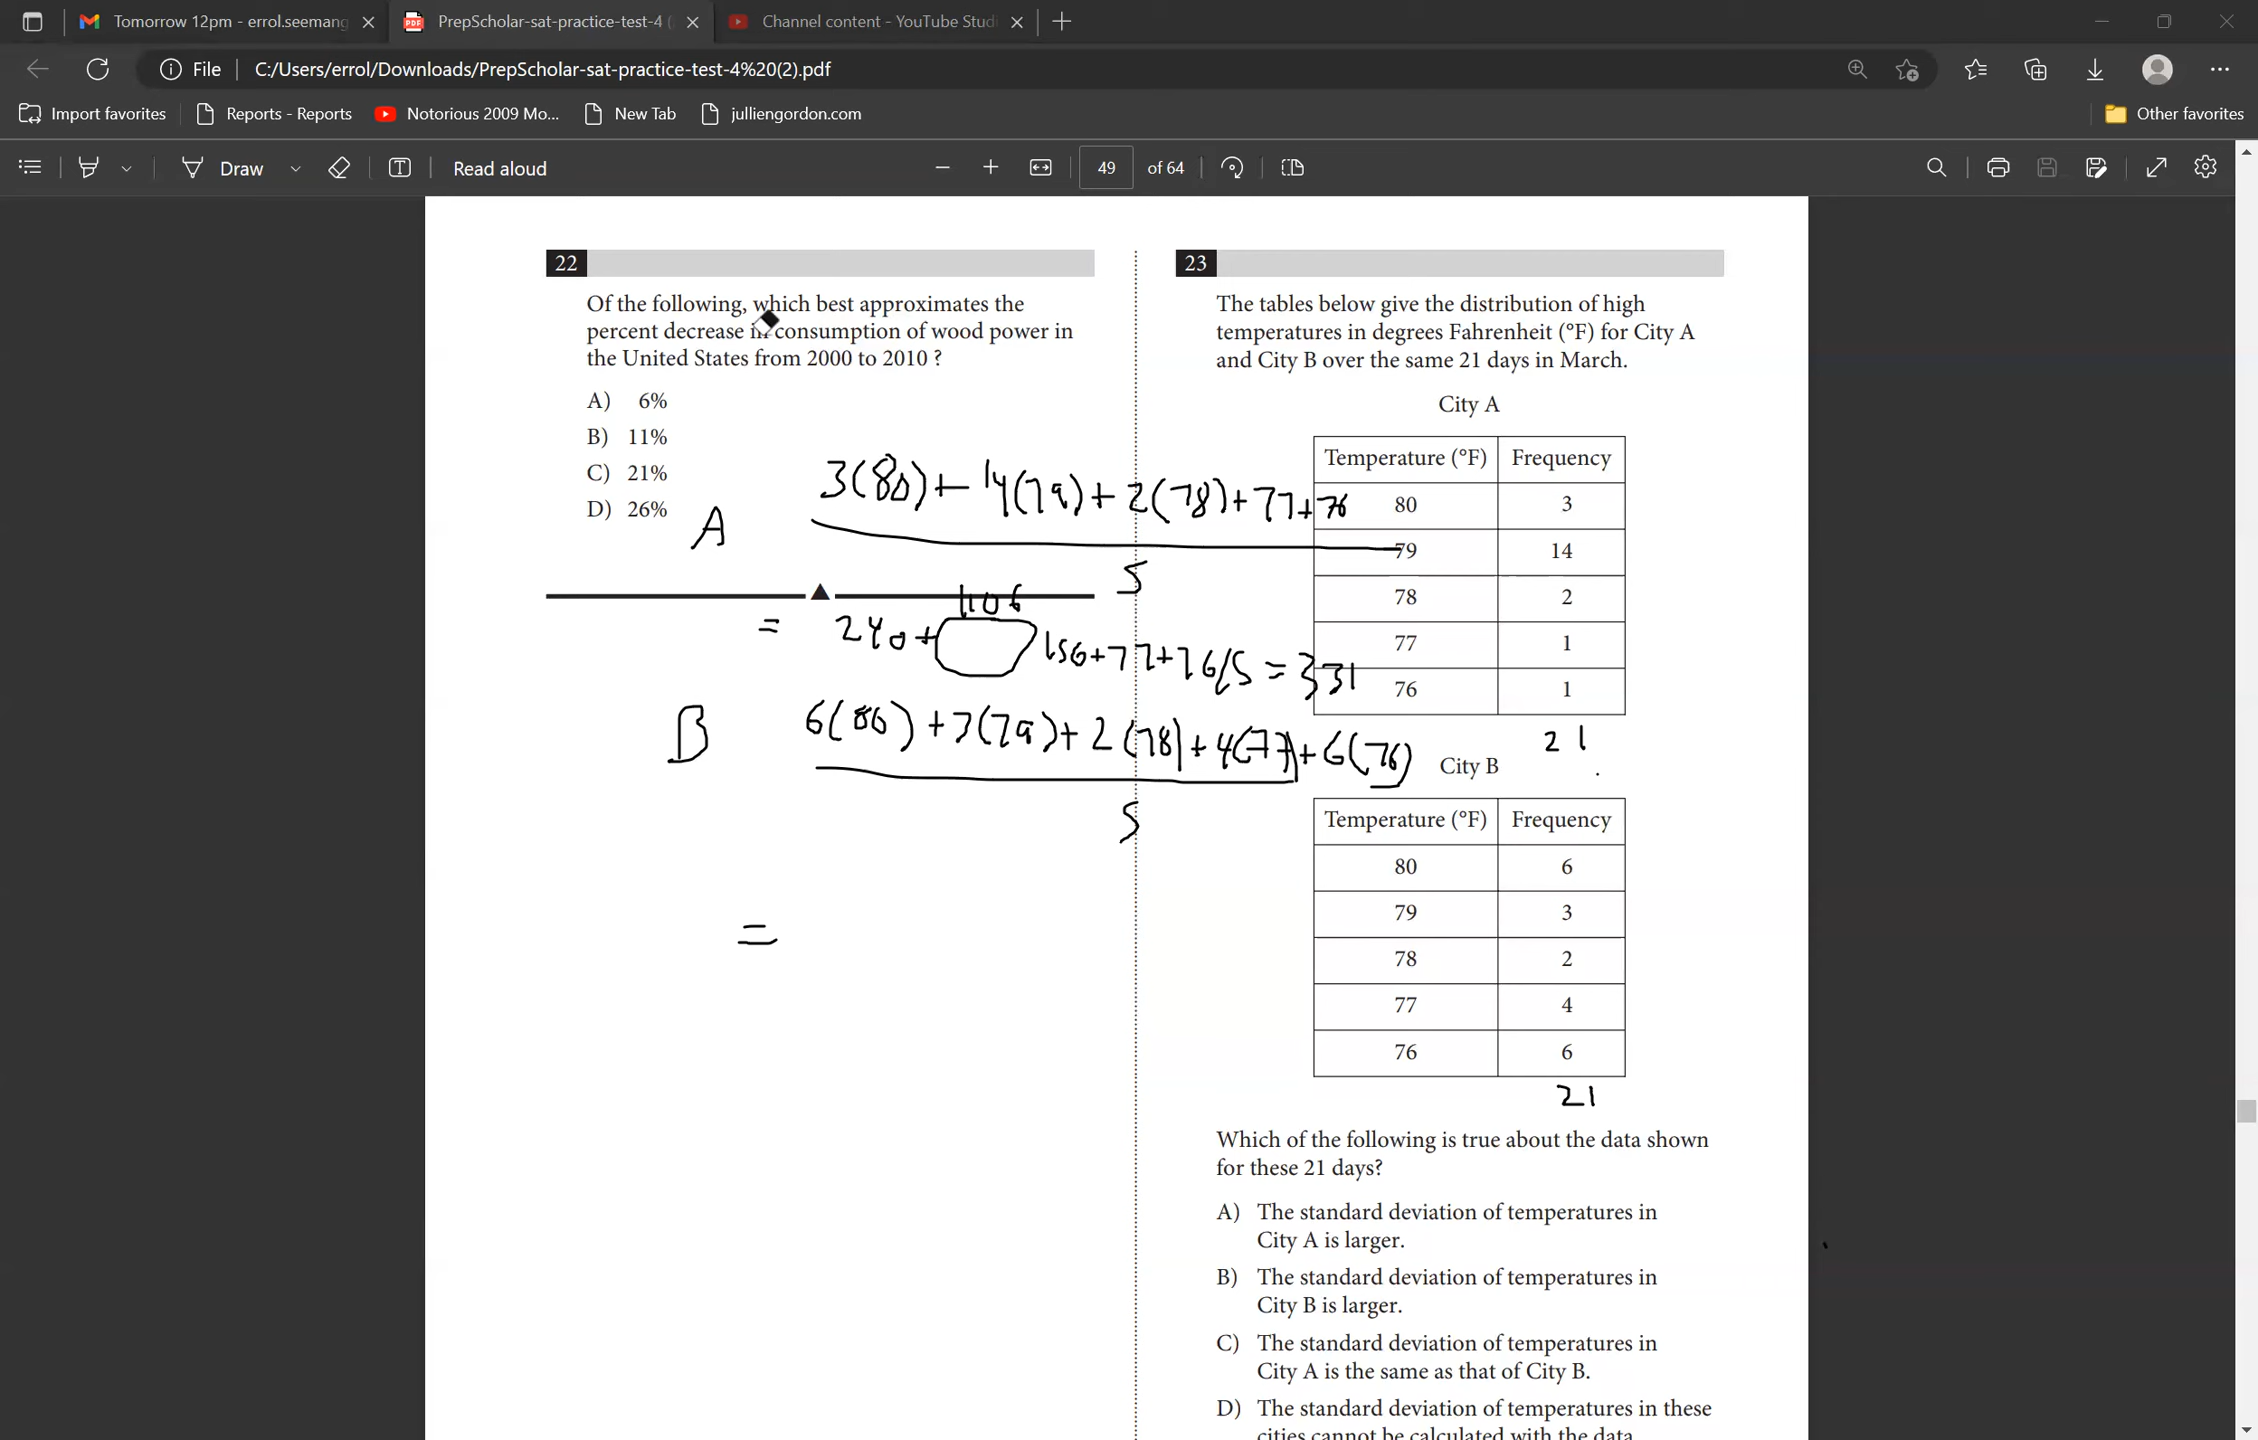 Tomorrow 12pm - errol.seemang
PrepScholar-sat-practice-test-4 (
Channel content - YouTube Studi
File
C:/Users/errol/Downloads/PrepScholar-sat-practice-test-4%20(2).pdf
Import favorites
Reports - Reports
Notorious 2009 Mo...
New Tab
julliengordon.com
Other favorites
Draw
Read aloud
49 of 64
22
Of the following, which best approximates the
percent decrease in consumption of wood power in
the United States from 2000 to 2010 ?
A) 6%
B) 11%
C) 21%
D) 26%
A
3(80)+14(79)+2(78)+77+76
5
1106
= 240+ 156+77+76/5 = 331
B
6(80)+3(79)+2(78)+4(77)+6(76)
5
=
23
The tables below give the distribution of high
temperatures in degrees Fahrenheit (°F) for City A
and City B over the same 21 days in March.
City A
Temperature (°F) Frequency
80 3
79 14
78 2
77 1
76 1
21
City B
Temperature (°F) Frequency
80 6
79 3
78 2
77 4
76 6
21
Which of the following is true about the data shown
for these 21 days?
A) The standard deviation of temperatures in
City A is larger.
B) The standard deviation of temperatures in
City B is larger.
C) The standard deviation of temperatures in
City A is the same as that of City B.
D) The standard deviation of temperatures in these
cities cannot be calculated with the data